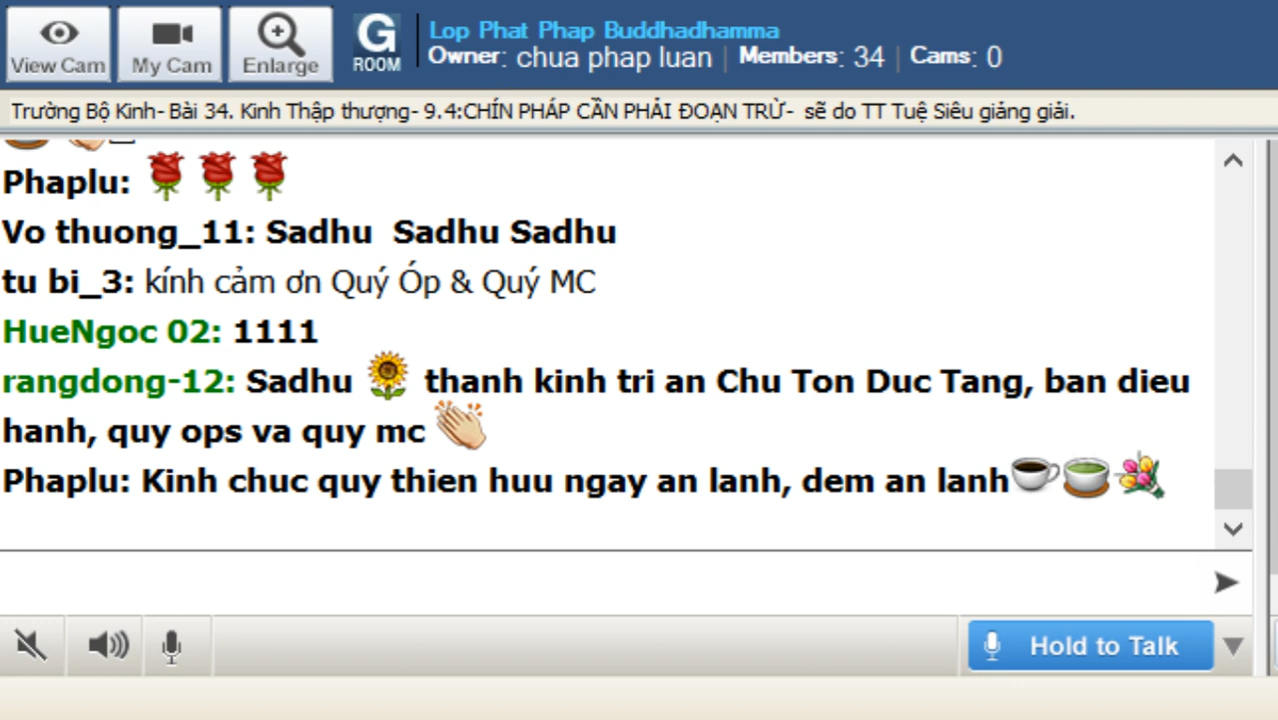 Lop Phat Phap Buddhadhamma
View Cam My Cam Enlarge G ROOM Owner: chua phap luan | Members: 34 | Cams: 0
Trường Bộ Kinh- Bài 34. Kinh Thập thượng- 9.4:CHÍN PHÁP CẦN PHẢI ĐOẠN TRỪ- sẽ do TT Tuệ Siêu giảng giải.
Phaplu:
Vo thuong_11: Sadhu Sadhu Sadhu
tu bi_3: kính cảm ơn Quý Óp & Quý MC
HueNgoc 02: 1111
rangdong-12: Sadhu thanh kinh tri an Chu Ton Duc Tang, ban dieu
hanh, quy ops va quy mc
Phaplu: Kinh chuc quy thien huu ngay an lanh, dem an lanh
Hold to Talk